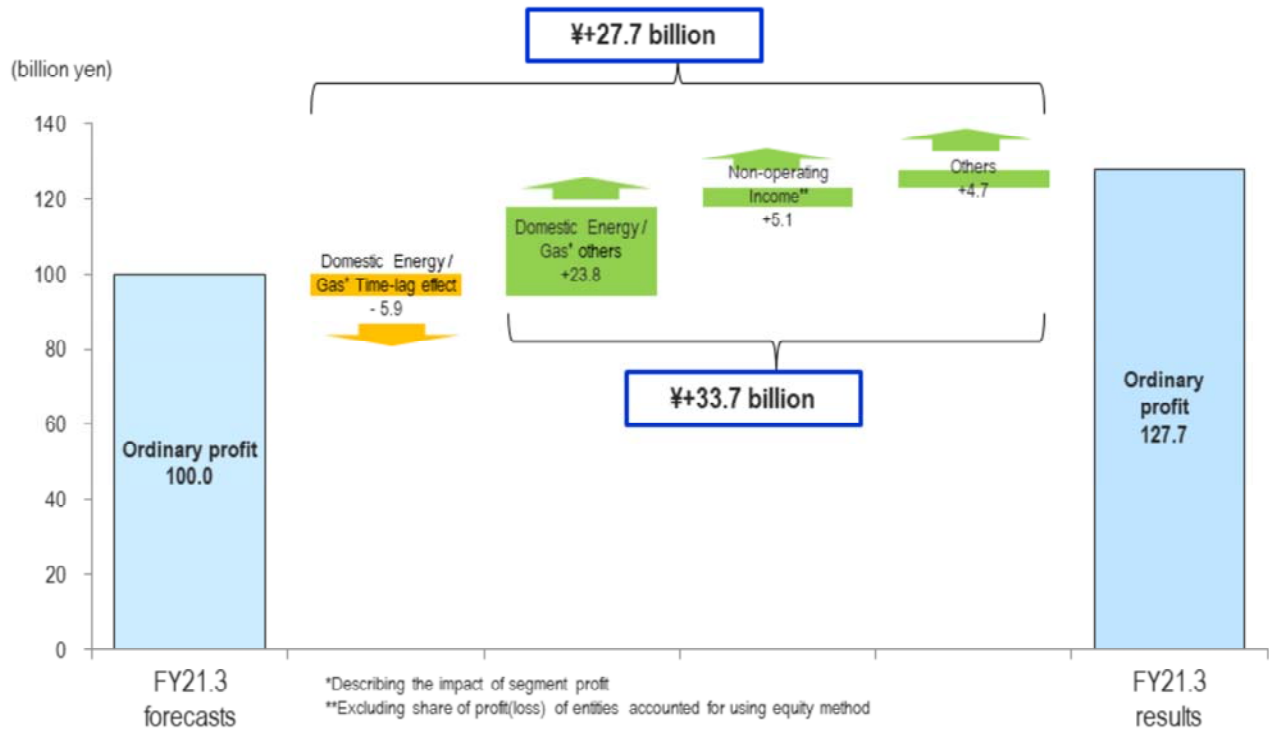 ¥+27.7 billion
(billion yen)
140
120
100
80
60
40
20
0
Ordinary profit
100.0
Domestic Energy /
Gas* Time-lag effect
- 5.9
Domestic Energy /
Gas* others
+23.8
Non-operating
Income**
+5.1
Others
+4.7
¥+33.7 billion
Ordinary
profit
127.7
FY21.3
forecasts
*Describing the impact of segment profit
**Excluding share of profit(loss) of entities accounted for using equity method
FY21.3
results